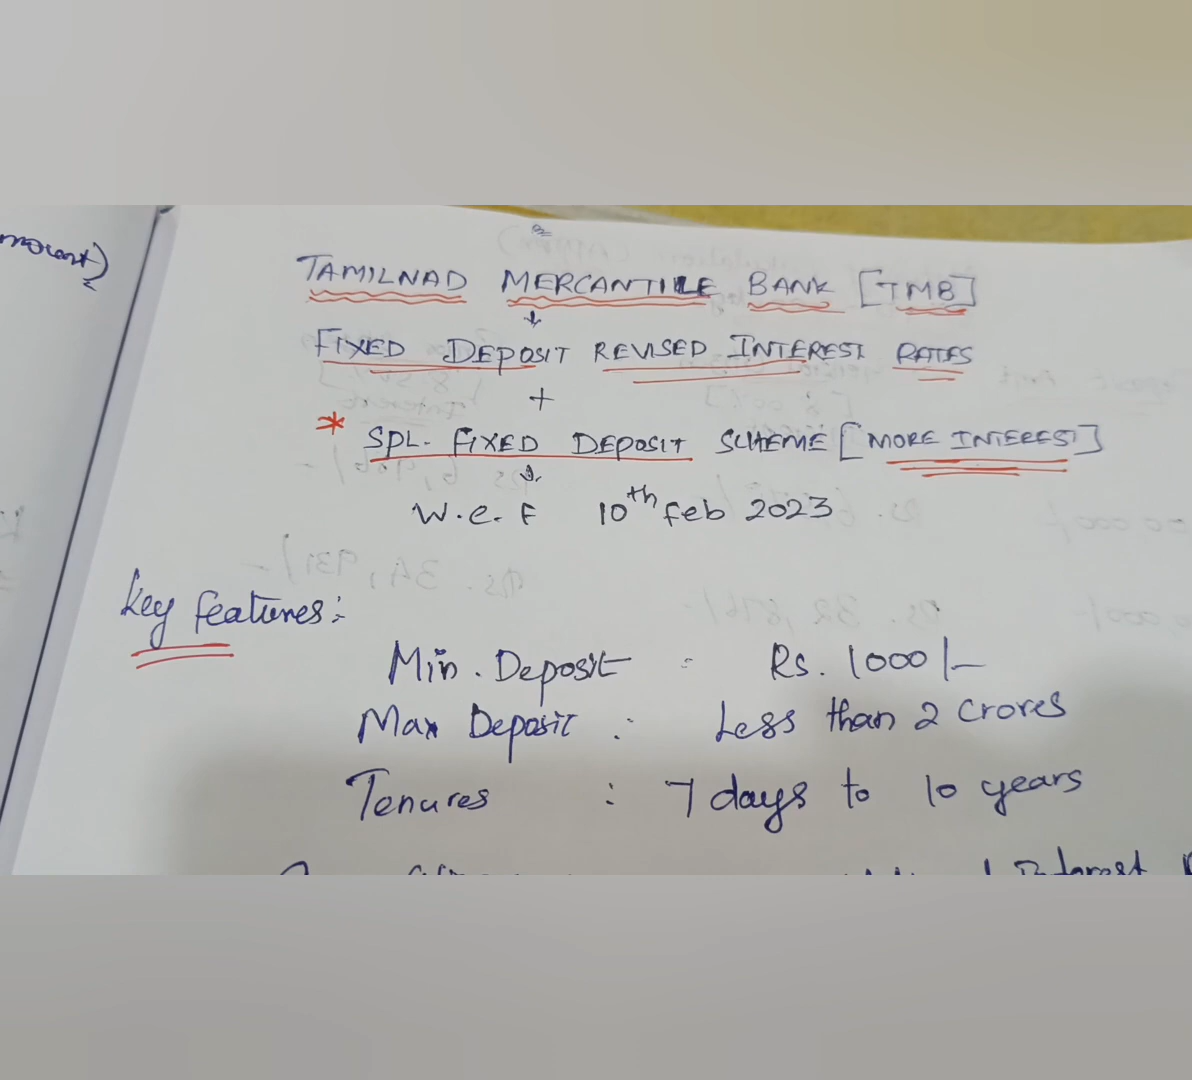 TAMILNAD MERCANTILE BANK [TMB]
FIXED DEPOSIT REVISED INTEREST RATES
+
* SPL. FIXED DEPOSIT SCHEME [MORE INTEREST]
W.e.F 10th feb 2023
key features:-
Min. Deposit : Rs. 1000/-
Max Deposit : Less than 2 crores
Tenures : 7 days to 10 years
Interest